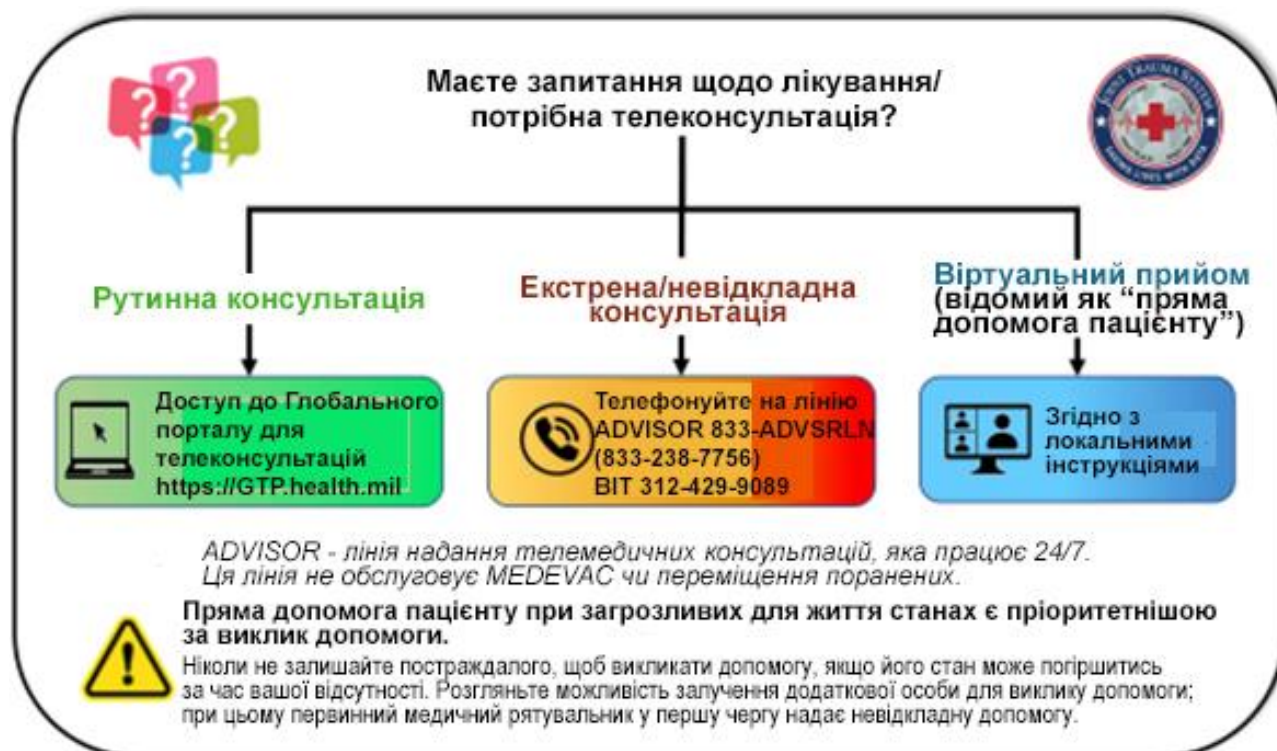 Маєте запитання щодо лікування/
потрібна телеконсультація?
JOINT TRAUMA SYSTEM
Рутинна консультація
Екстрена/невідкладна
консультація
Віртуальний прийом
(відомий як “пряма
допомога пацієнту”)
Доступ до Глобального
порталу для
телеконсультацій
https://GTP.health.mil
Телефонуйте на лінію
ADVISOR 833-ADVSRLN
(833-238-7756)
ВІТ 312-429-9089
Згідно з
локальними
інструкціями
ADVISOR - лінія надання телемедичних консультацій, яка працює 24/7.
Ця лінія не обслуговує MEDEVAC чи переміщення поранених.
Пряма допомога пацієнту при загрозливих для життя станах є пріоритетнішою
за виклик допомоги.
Ніколи не залишайте постраждалого, щоб викликати допомогу, якщо його стан може погіршитись
за час вашої відсутності. Розгляньте можливість залучення додаткової особи для виклику допомоги;
при цьому первинний медичний рятувальник у першу чергу надає невідкладну допомогу.